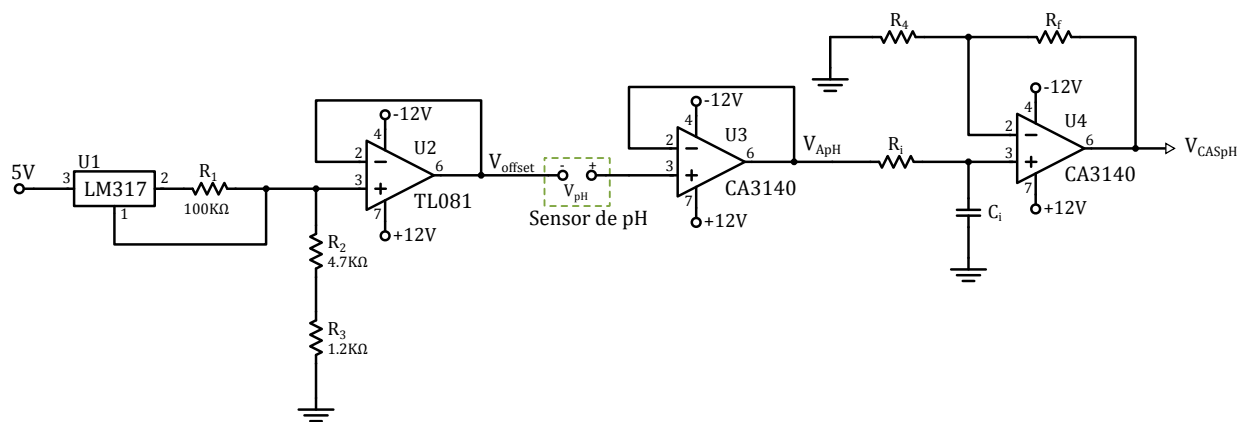 5V
U1
3
LM317
2
1
R1
100KΩ
R2
4.7KΩ
R3
1.2KΩ
-12V
4
U2
2
3
6
7
TL081
+12V
Voffset
- +
VpH
Sensor de pH
-12V
4
U3
2
3
6
7
CA3140
+12V
VApH
Ri
Ci
R4
Rf
-12V
4
U4
2
3
6
7
CA3140
+12V
VCASpH